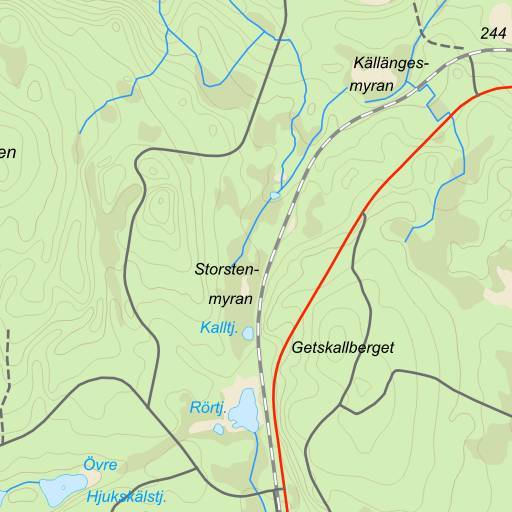 244
Källänges-
myran
en
Storsten-
myran
Kalltj.
Getskallberget
Rörtj.
Övre
Hjukskälstj.